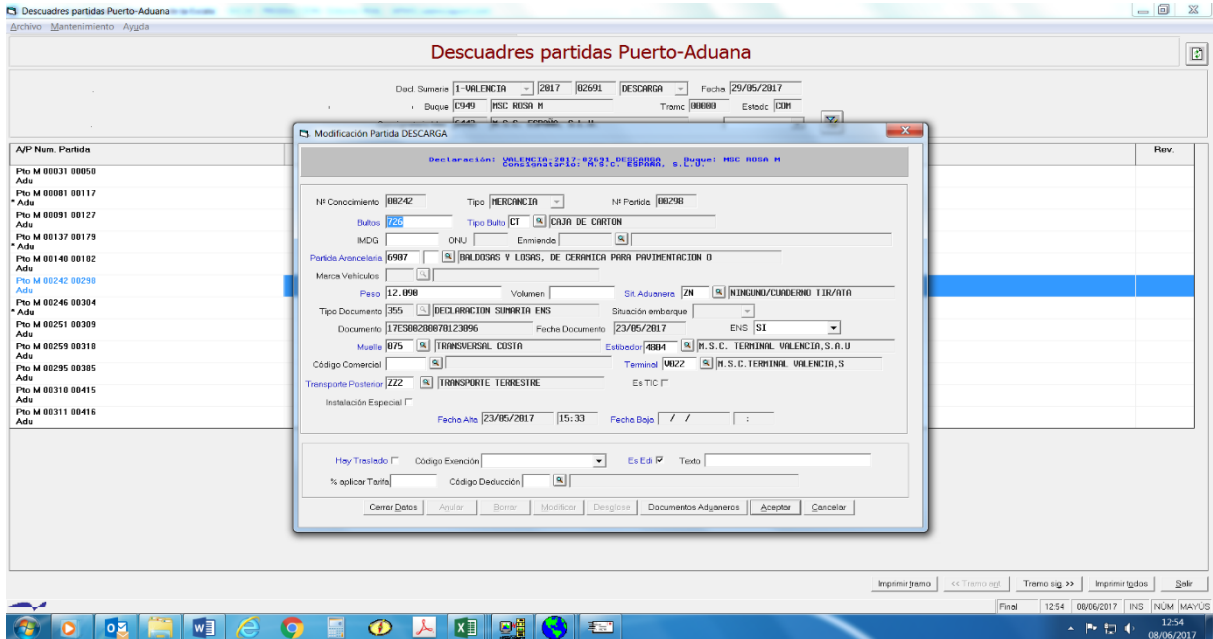 Descuadres partidas Puerto-Aduana
Archivo Mantenimiento Ayuda
Descuadres partidas Puerto-Aduana
Decl. Sumaria 1-VALENCIA 2017 02691 DESCARGA Fecha 29/05/2017
Buque C949 MSC ROSA M Tramo 00000 Estado COM
M.S.C. ESPAÑA, S.L.U.
Modificación Partida DESCARGA
A/P Num. Partida Rev.
Declaración: VALENCIA-2017-02691 DESCARGA Buque: MSC ROSA M
Consignatario: M.S.C. ESPAÑA, S.L.U.
Pto M 00031 00050
Adu
Pto M 00081 00117
* Adu
Pto M 00091 00127
Adu
Pto M 00137 00179
* Adu
Pto M 00140 00182
Adu
Pto M 00242 00298
Adu
Pto M 00246 00304
* Adu
Pto M 00251 00309
Adu
Pto M 00259 00318
Adu
Pto M 00295 00385
Adu
Pto M 00310 00415
Adu
Pto M 00311 00416
Adu
Nº Conocimiento 00242 Tipo MERCANCIA Nº Partida 00298
Bultos 726 Tipo Bulto CT CAJA DE CARTON
IMDG ONU Enmienda
Partida Arancelaria 6907 BALDOSAS Y LOSAS, DE CERAMICA PARA PAVIMENTACION O
Marca Vehículos
Peso 12.090 Volumen Sit. Aduanera ZN NINGUNO/CUADERNO TIR/ATA
Tipo Documento 355 DECLARACION SUMARIA ENS Situación embarque
Documento 17ES00280070123096 Fecha Documento 23/05/2017 ENS SI
Muelle 075 TRANSVERSAL COSTA Estibador 4804 M.S.C. TERMINAL VALENCIA,S.A.U
Código Comercial Terminal V022 M.S.C.TERMINAL VALENCIA,S
Transporte Posterior ZZZ TRANSPORTE TERRESTRE Es TIC
Instalación Especial
Fecha Alta 23/05/2017 15:33 Fecha Baja / / :
Hay Traslado Código Exención Es Edi Texto
% aplicar Tarifa Código Deducción
Cerrar Datos Anular Borrar Modificar Desglose Documentos Aduaneros Aceptar Cancelar
Imprimir tramo << Tramo ant. Tramo sig. >> Imprimir todos Salir
Final 12:54 08/06/2017 INS NÚM MAYÚS
12:54
08/06/2017